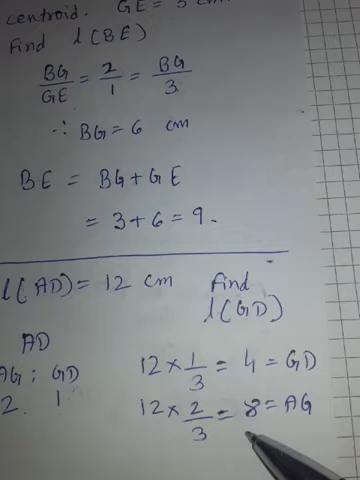 centroid. GE = 3 cm
Find l(BE)
BG/GE = 2/1 = BG/3
∴ BG = 6 cm
BE = BG + GE
= 3 + 6 = 9.
l(AD) = 12 cm Find
l(GD)
AD
AG : GD 12 × 1/3 = 4 = GD
2. 1 12 × 2/3 = 8 = AG